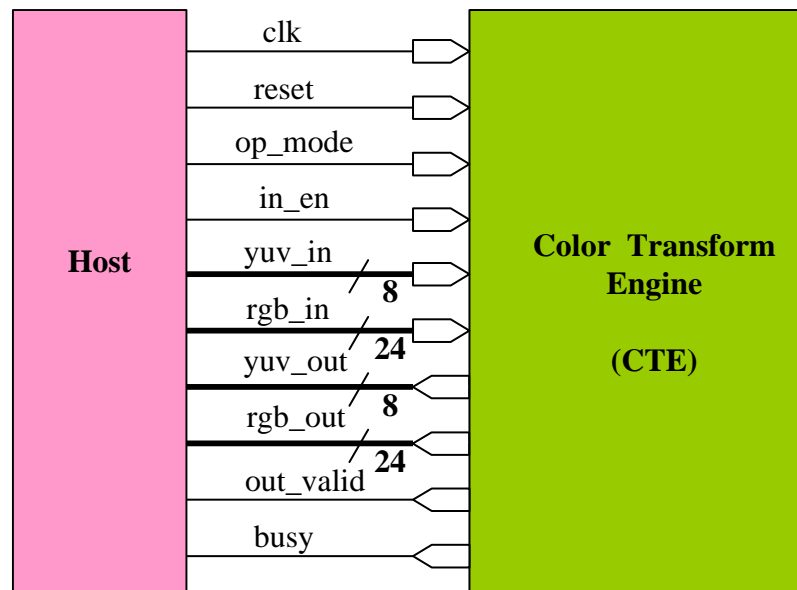 clk
reset
op_mode
in_en
yuv_in
8
rgb_in
24
yuv_out
8
rgb_out
24
out_valid
busy
Host
Color Transform
Engine
(CTE)